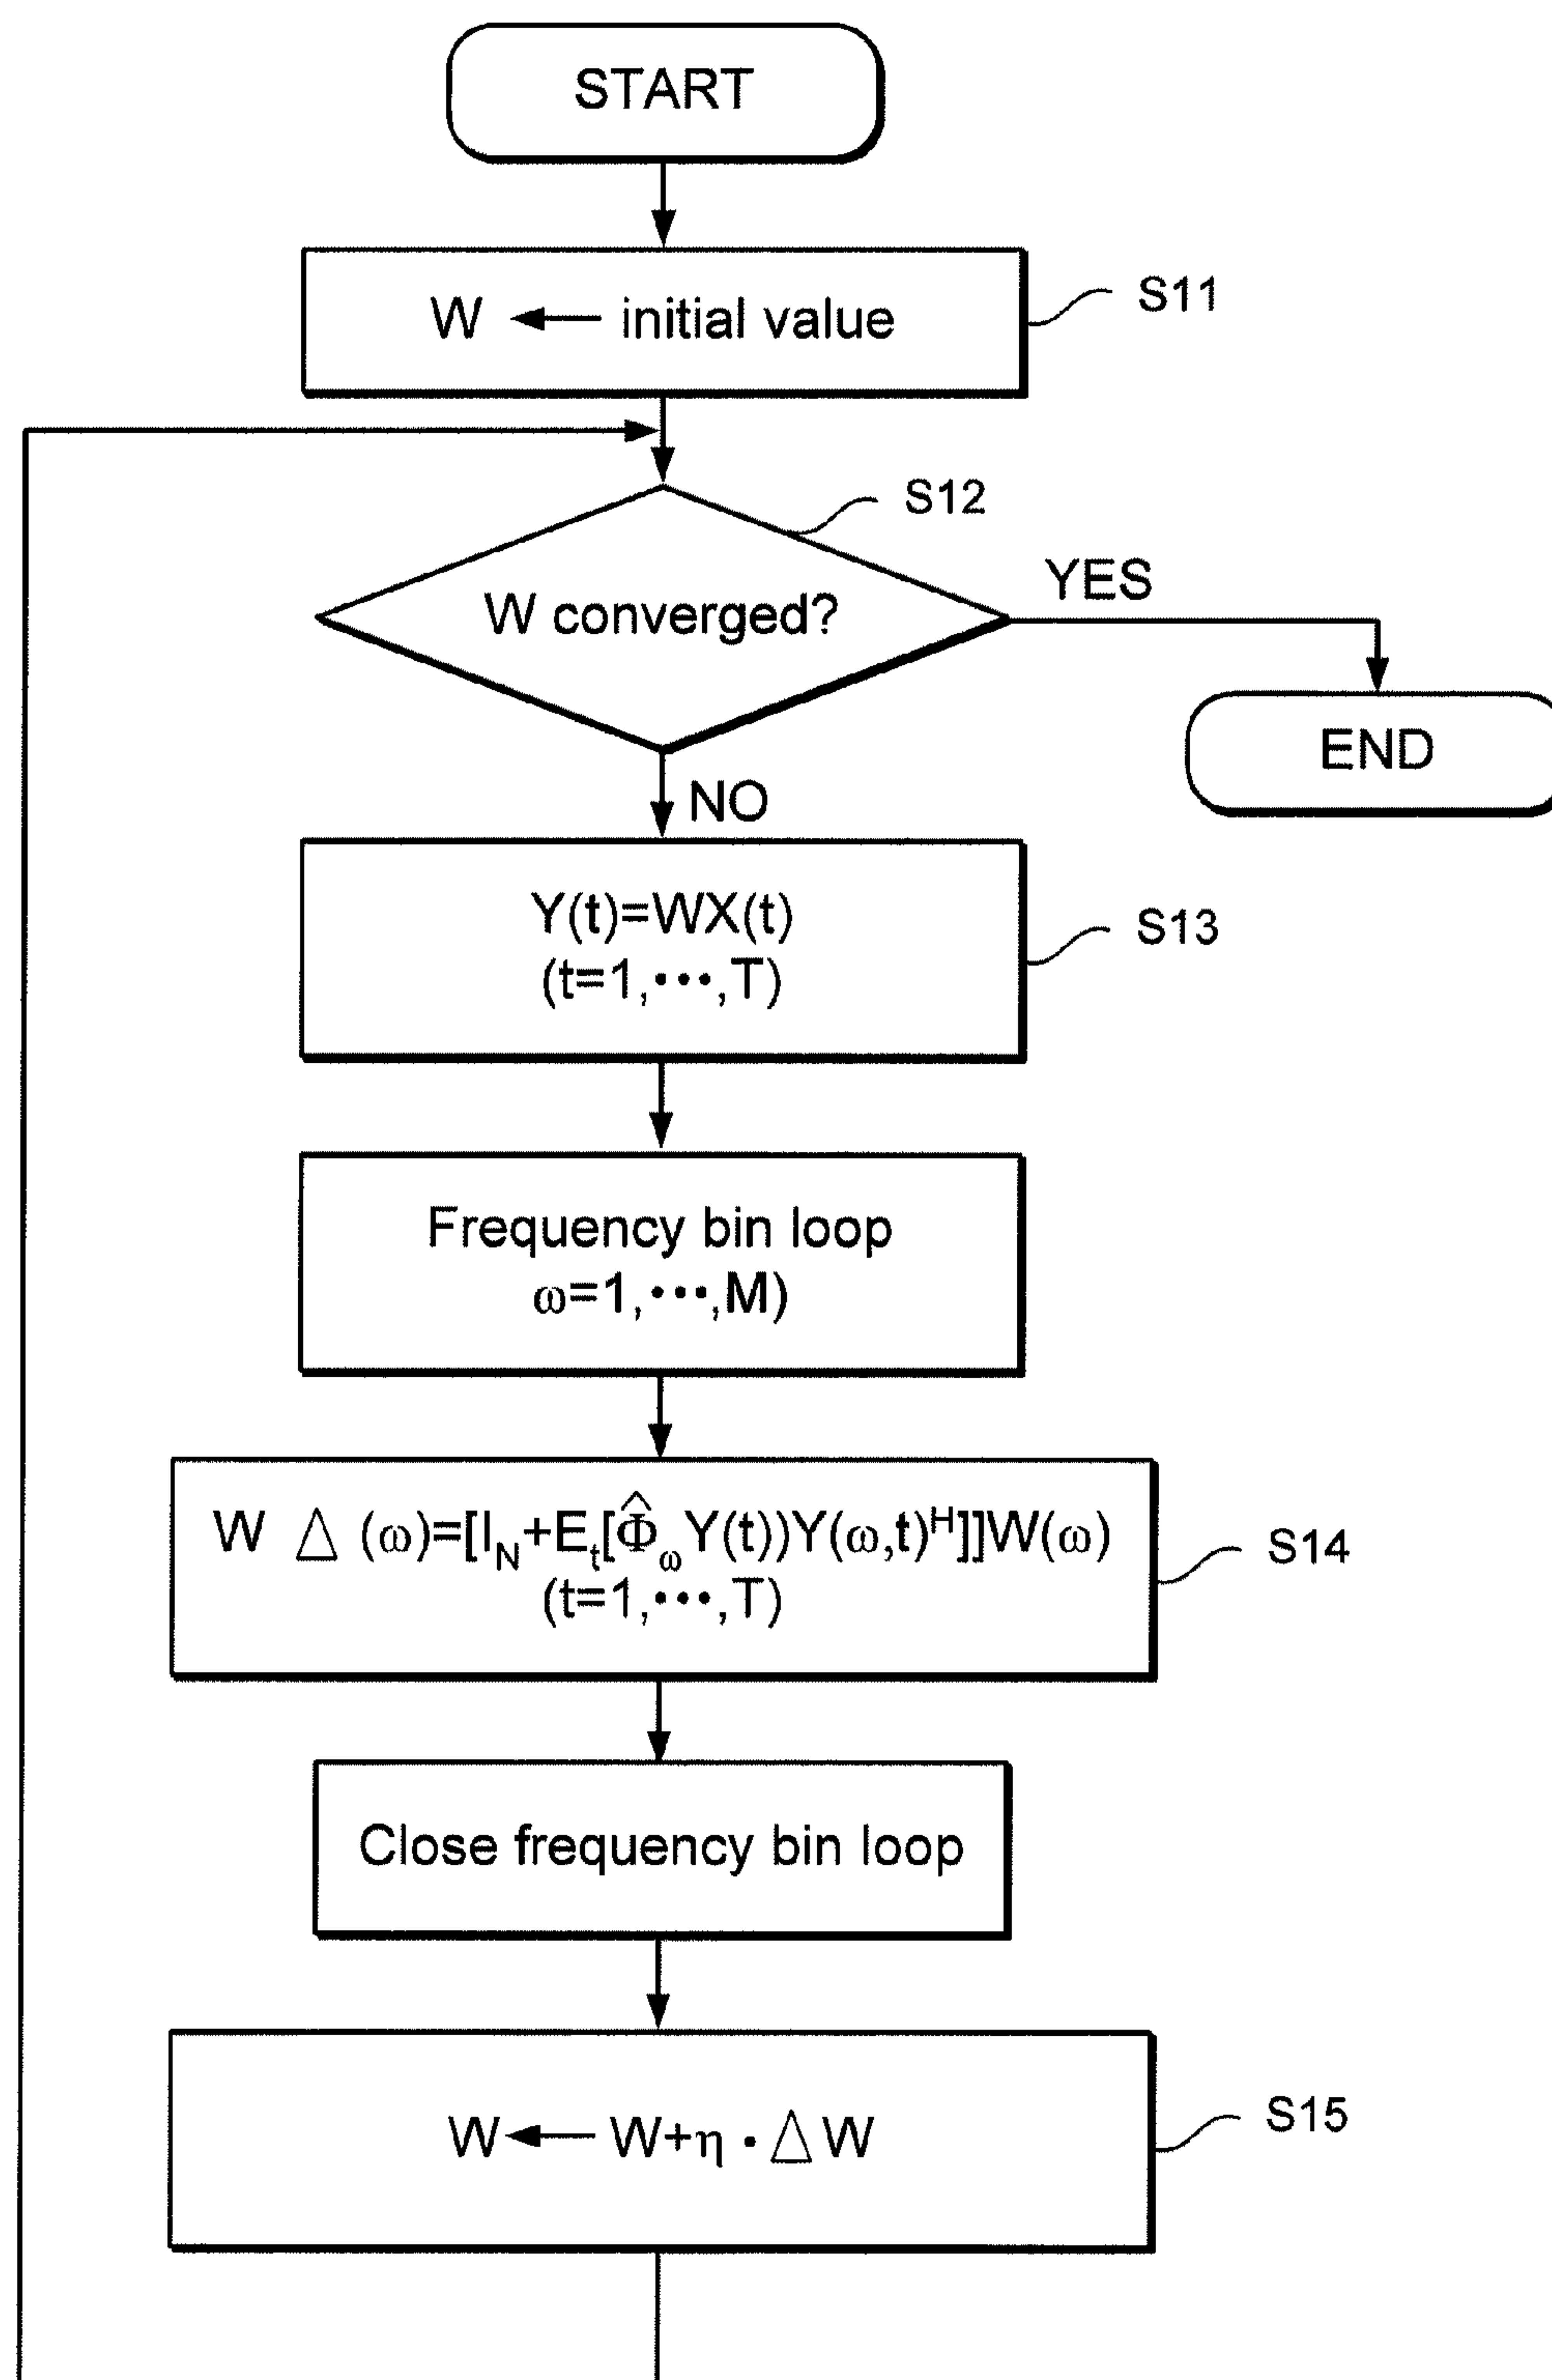 START
W ← initial value
S11
S12
W converged?
YES
END
NO
Y(t)=WX(t)
(t=1,•••,T)
S13
Frequency bin loop
ω=1,•••,M)
W △ (ω)=[I_N+E_t[Φ̂_ωY(t))Y(ω,t)^H]]W(ω)
(t=1,•••,T)
S14
Close frequency bin loop
W ← W+η • △ W
S15